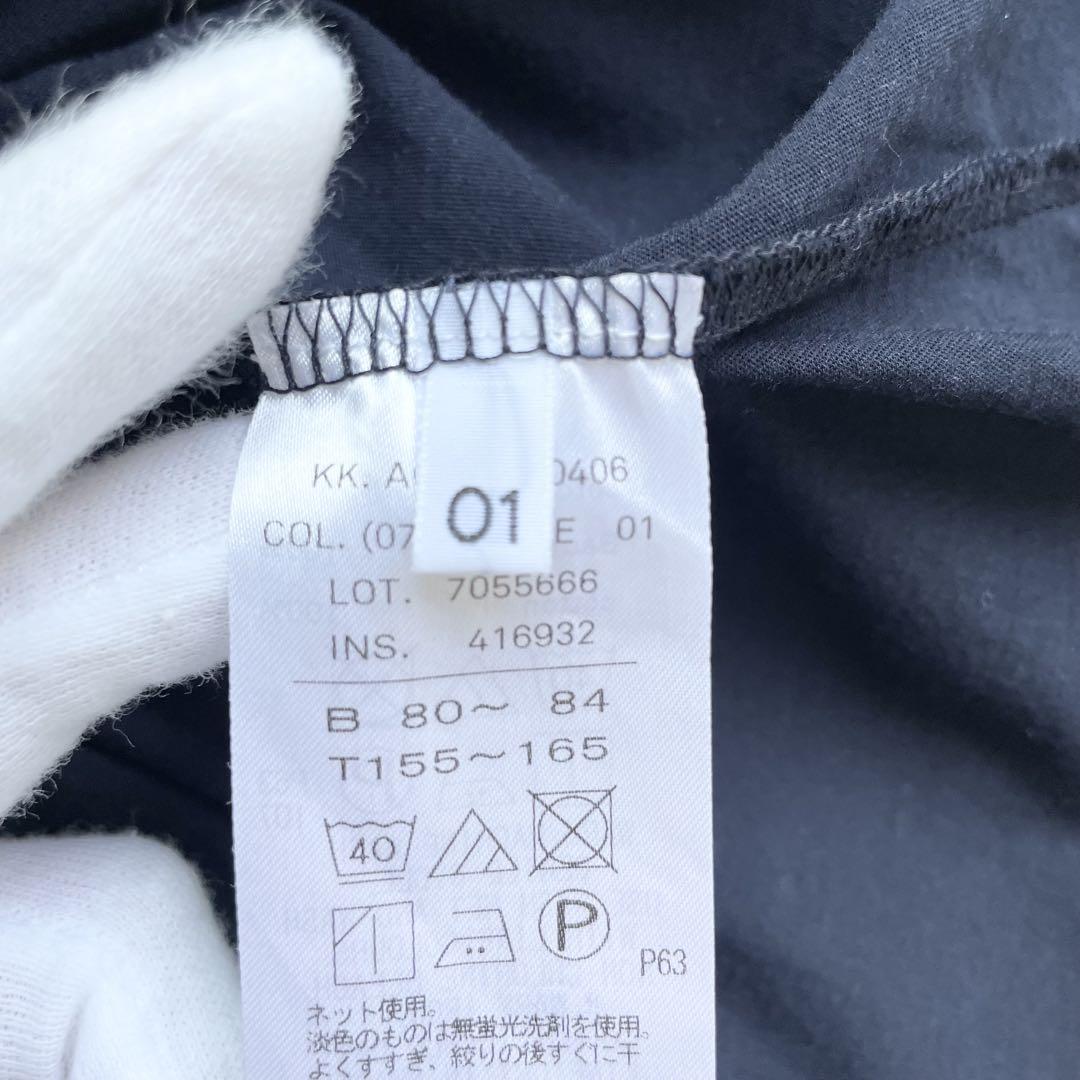 KK. 0406
01
COL. (07 E 01
LOT. 7055666
INS. 416932
B 80～ 84
T155～165
40
P
P63
ネット使用。
淡色のものは無蛍光洗剤を使用。
よくすすぎ、絞りの後すぐに干